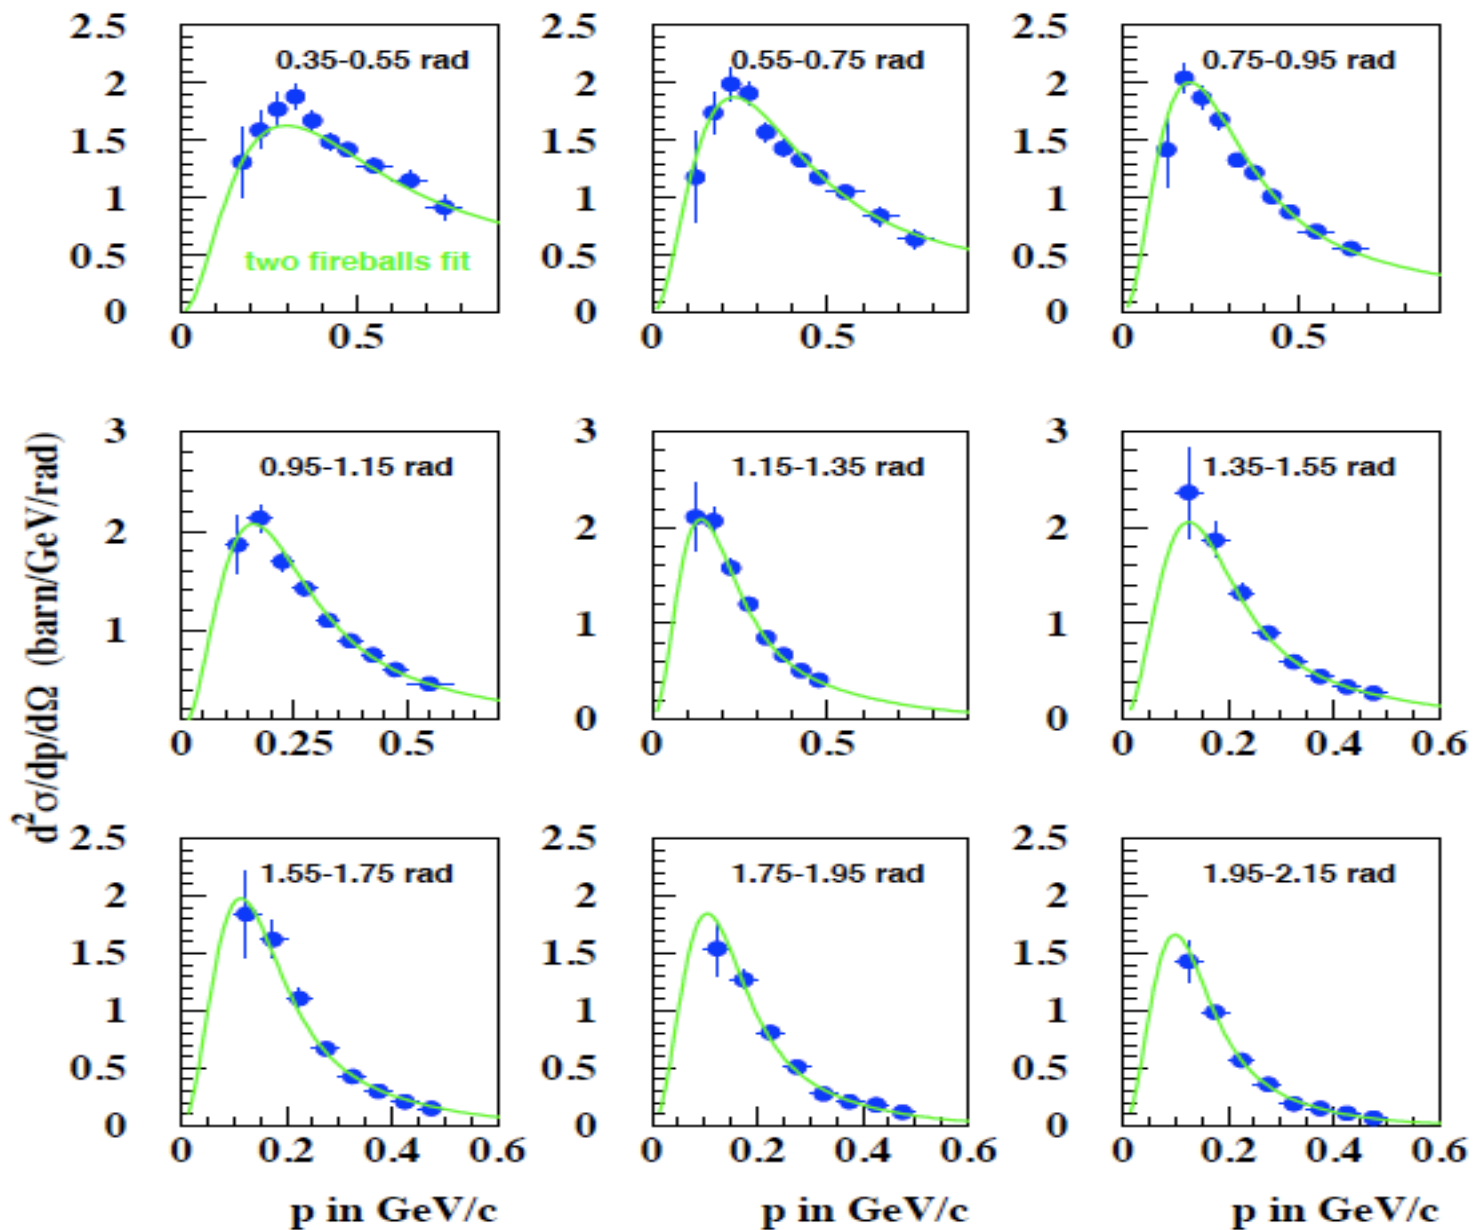 2.5 2.5 2.5
0.35-0.55 rad 0.55-0.75 rad 0.75-0.95 rad
2 2 2
1.5 1.5 1.5
1 1 1
two fireballs fit
0.5 0.5 0.5
0 0 0
0 0.5 0 0.5 0 0.5
3 3 3
0.95-1.15 rad 1.15-1.35 rad 1.35-1.55 rad
2 2 2
1 1 1
0 0
0 0.25 0.5 0 0.5 0 0.2 0.4 0.6
d²σ/dp/dΩ (barn/GeV/rad)
2.5 2.5 2.5
1.55-1.75 rad 1.75-1.95 rad 1.95-2.15 rad
2 2 2
1.5 1.5 1.5
1 1 1
0.5 0.5 0.5
0 0 0
0 0.2 0.4 0.6 0 0.2 0.4 0.6 0 0.2 0.4 0.6
p in GeV/c p in GeV/c p in GeV/c